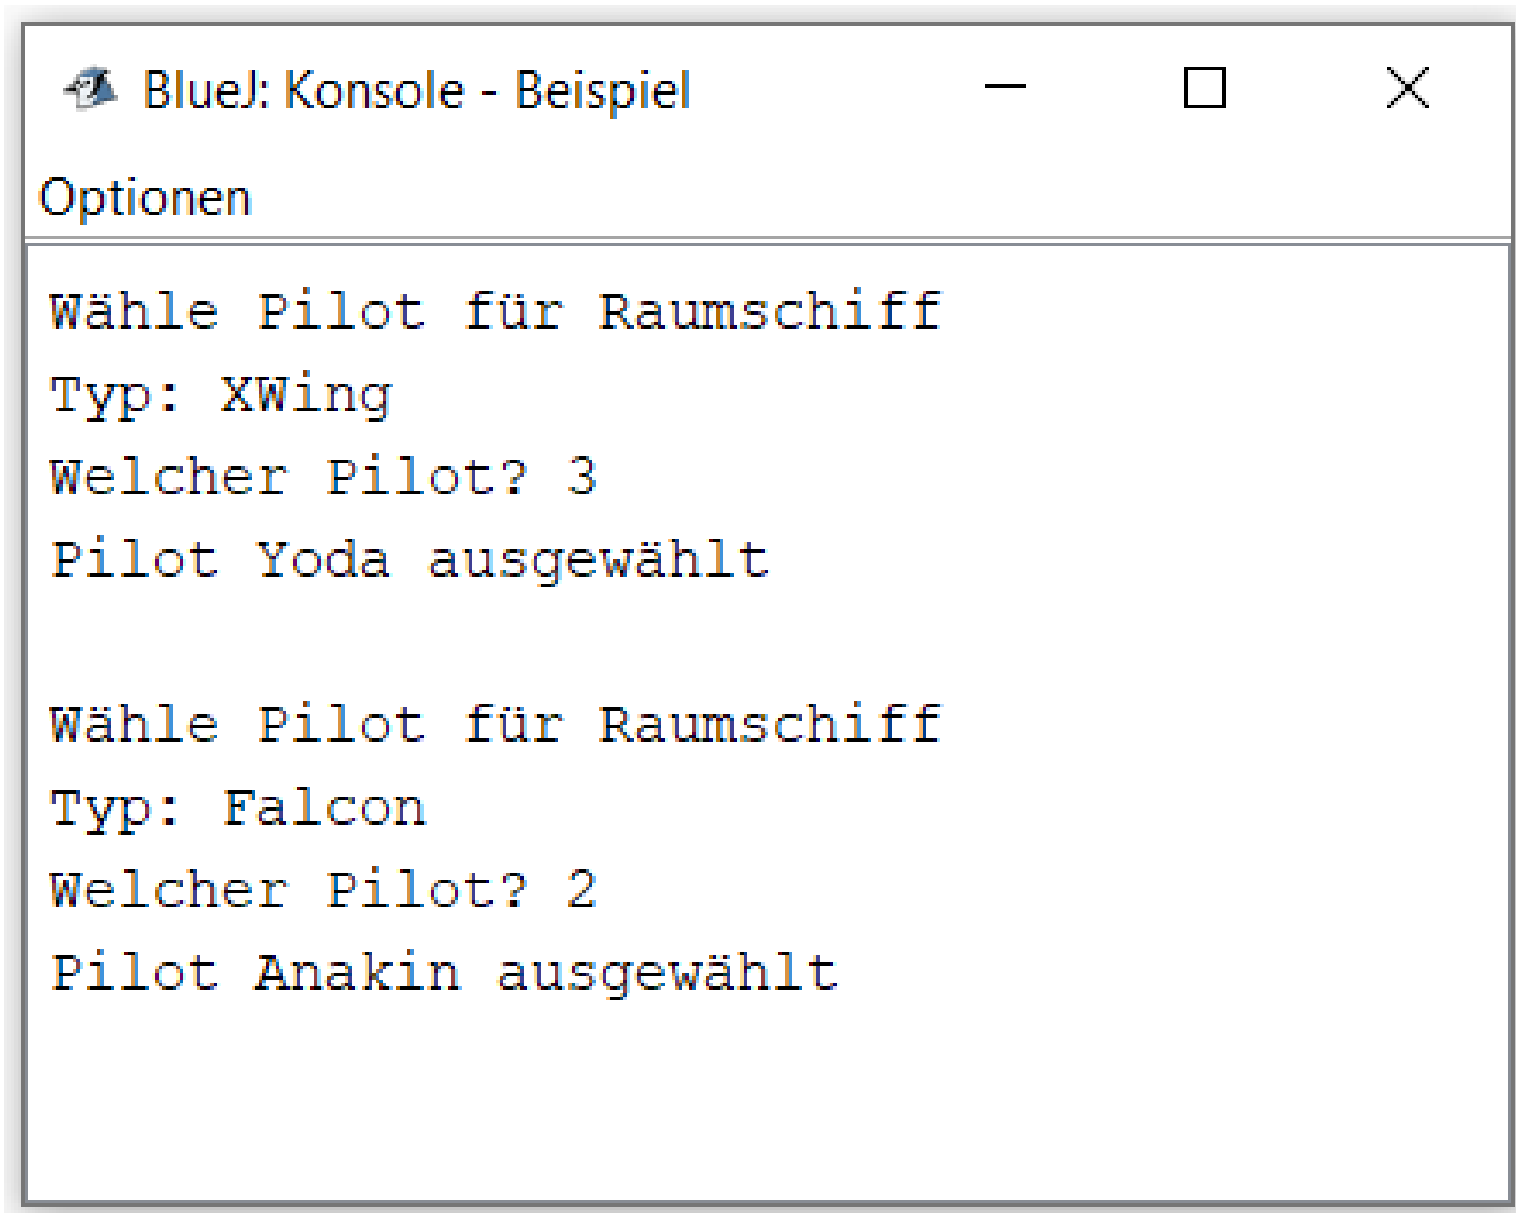 BlueJ: Konsole - Beispiel
Optionen
Wähle Pilot für Raumschiff
Typ: XWing
Welcher Pilot? 3
Pilot Yoda ausgewählt
Wähle Pilot für Raumschiff
Typ: Falcon
Welcher Pilot? 2
Pilot Anakin ausgewählt